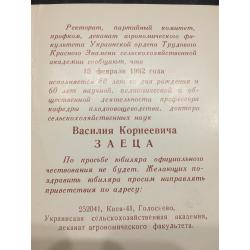 Ректорат, партийный комитет,
профком, деканат агрономического фа-
культета Украинской ордена Трудового
Красного Знамени сельскохозяйственной
академии сообщают, что
18 февраля 1982 года
исполняется 80 лет со дня рождения и
60 лет научной, педагогической и об-
щественной деятельности профессора
кафедры плодоовощеводства, доктора
сельскохозяйственных наук
Василия Корнеевича
ЗАЕЦА
По просьбе юбиляра официального
чествования не будет. Желающих поз-
дравить юбиляра просим направлять
приветствия по адресу:
252041, Киев-41, Голосеево,
Украинская сельскохозяйственная академия,
деканат агрономического факультета.